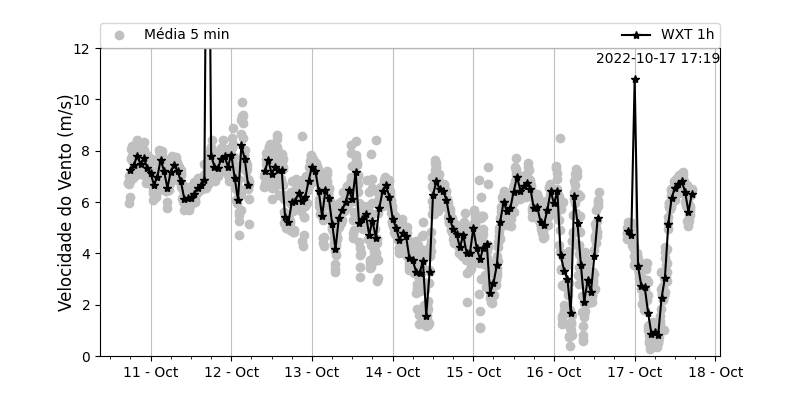 Média 5 min
WXT 1h
2022-10-17 17:19
Velocidade do Vento (m/s)
12
10
8
6
4
2
0
11 - Oct
12 - Oct
13 - Oct
14 - Oct
15 - Oct
16 - Oct
17 - Oct
18 - Oct